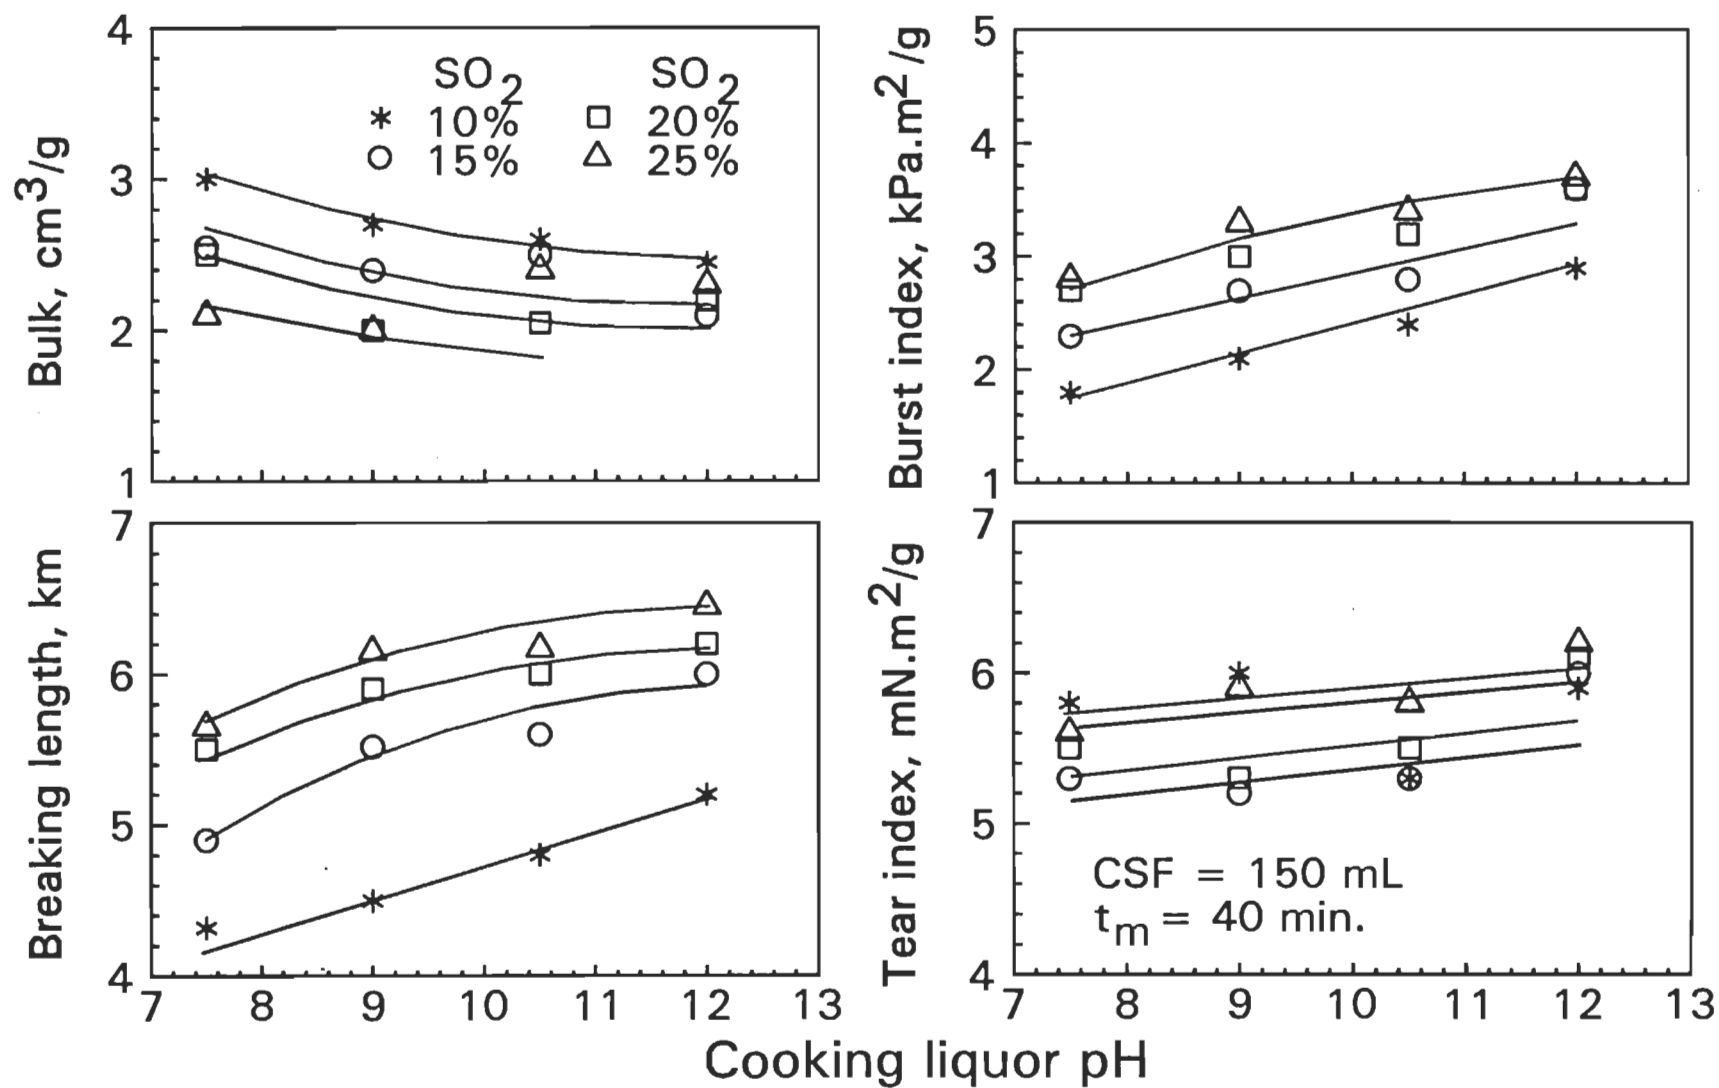 Bulk, cm³/g
4
3
2
1
SO₂ SO₂
* 10% □ 20%
○ 15% △ 25%
Burst index, kPa.m²/g
5
4
3
2
1
Breaking length, km
7
6
5
4
7 8 9 10 11 12 13
Tear index, mN.m²/g
7
6
5
4
CSF = 150 mL
tₘ = 40 min.
7 8 9 10 11 12 13
Cooking liquor pH